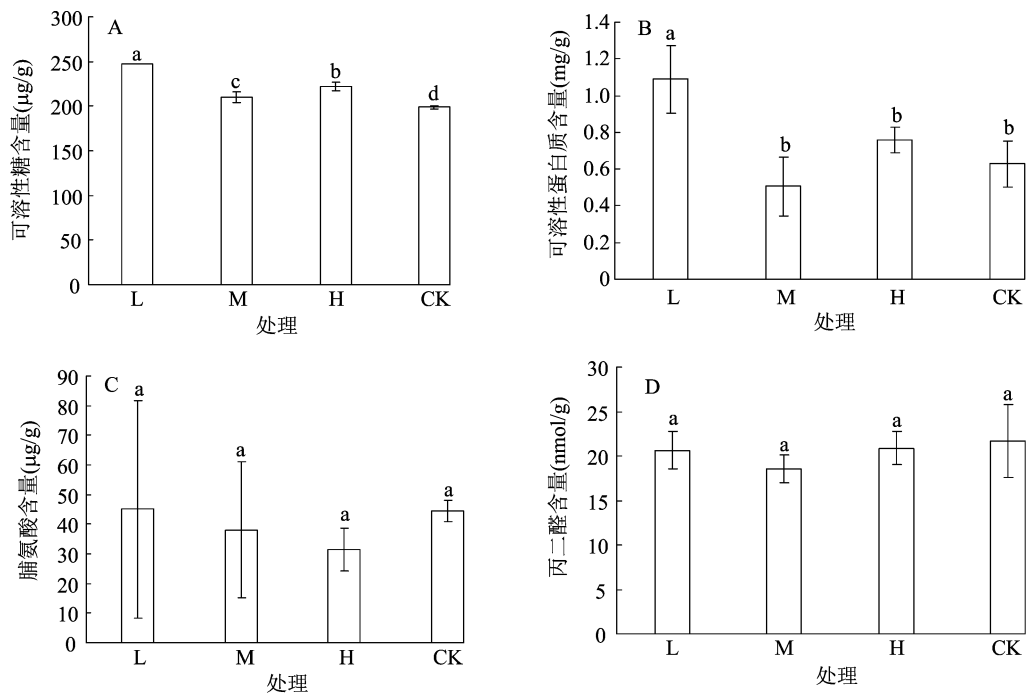 A
可溶性糖含量(μg/g)
300
250
200
150
100
50
0
a
c
b
d
L
M
H
CK
处理
B
可溶性蛋白质含量(mg/g)
1.4
1.2
1.0
0.8
0.6
0.4
0.2
0
a
b
b
b
L
M
H
CK
处理
C
脯氨酸含量(μg/g)
90
80
70
60
50
40
30
20
10
0
a
a
a
a
L
M
H
CK
处理
D
丙二醛含量(nmol/g)
30
25
20
15
10
5
0
a
a
a
a
L
M
H
CK
处理